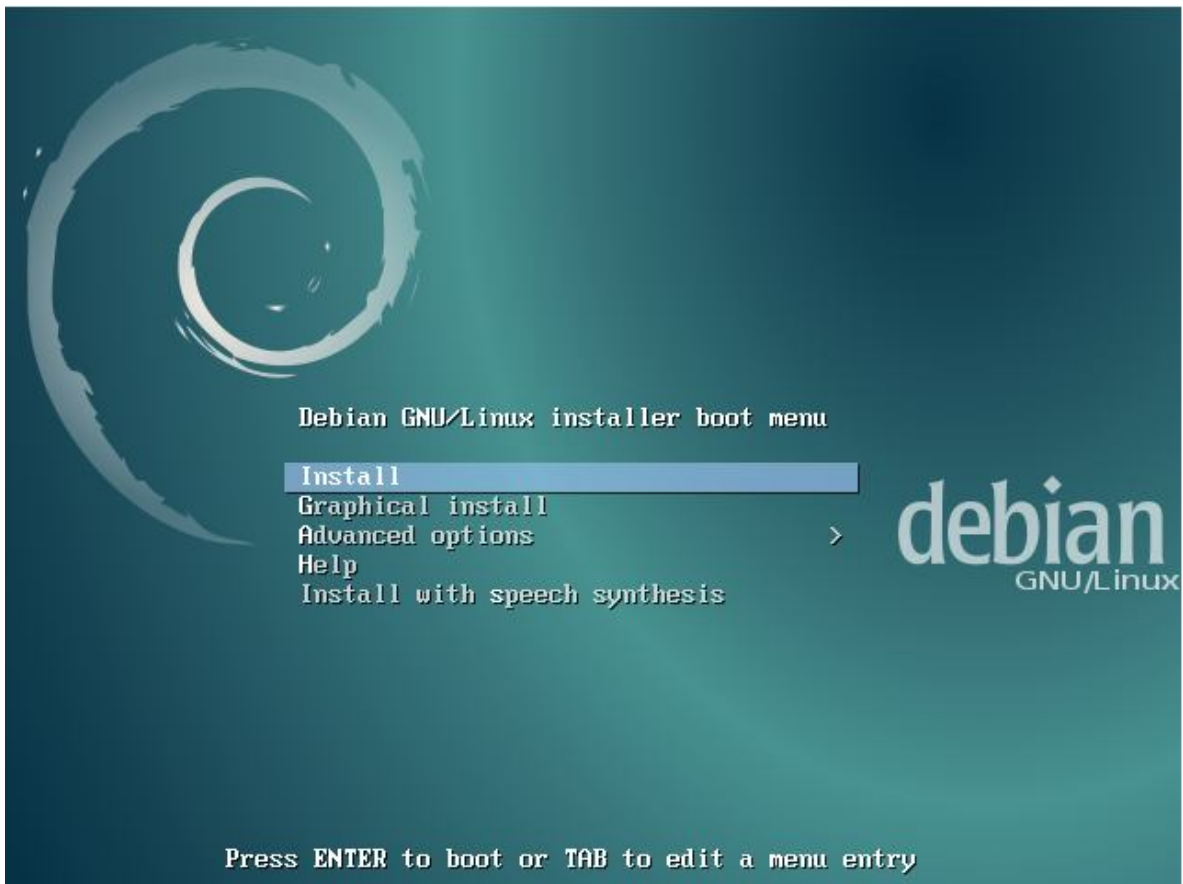 Debian GNU/Linux installer boot menu
Install
Graphical install
Advanced options >
Help
Install with speech synthesis
debian
GNU/Linux
Press ENTER to boot or TAB to edit a menu entry